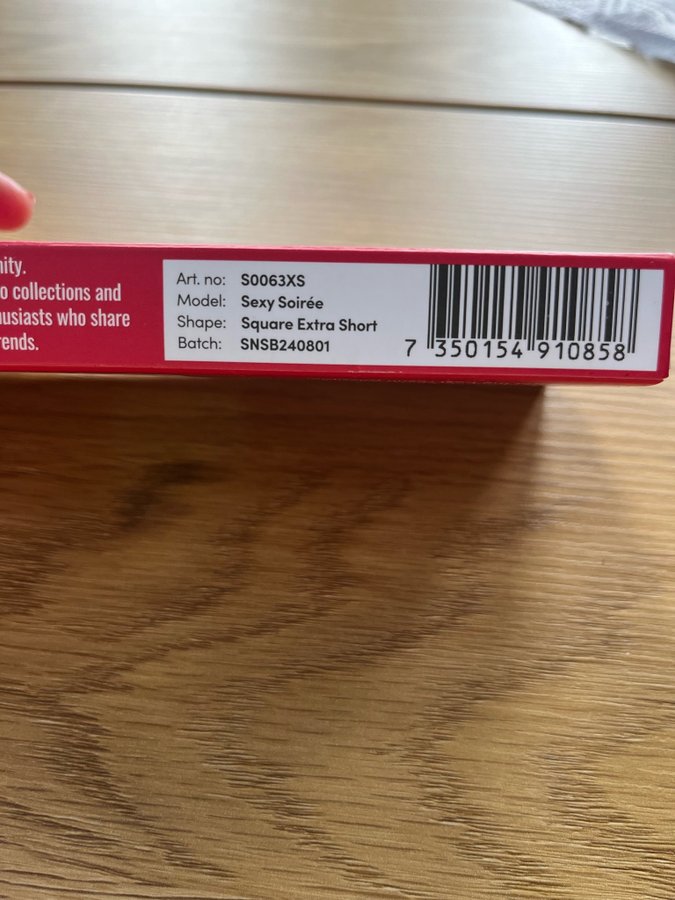 nity.
o collections and
husiasts who share
rends.
Art. no: S0063XS
Model: Sexy Soirée
Shape: Square Extra Short
Batch: SNSB240801
7 350154 910858